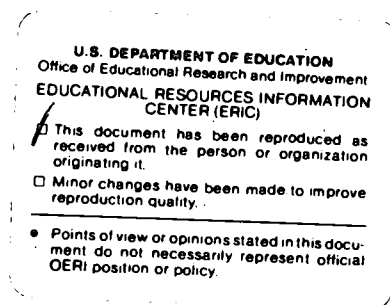 U.S. DEPARTMENT OF EDUCATION
Office of Educational Research and Improvement
EDUCATIONAL RESOURCES INFORMATION
CENTER (ERIC)
☐ This document has been reproduced as
received from the person or organization
originating it.
☐ Minor changes have been made to improve
reproduction quality.
• Points of view or opinions stated in this docu-
ment do not necessarily represent official
OERI position or policy.